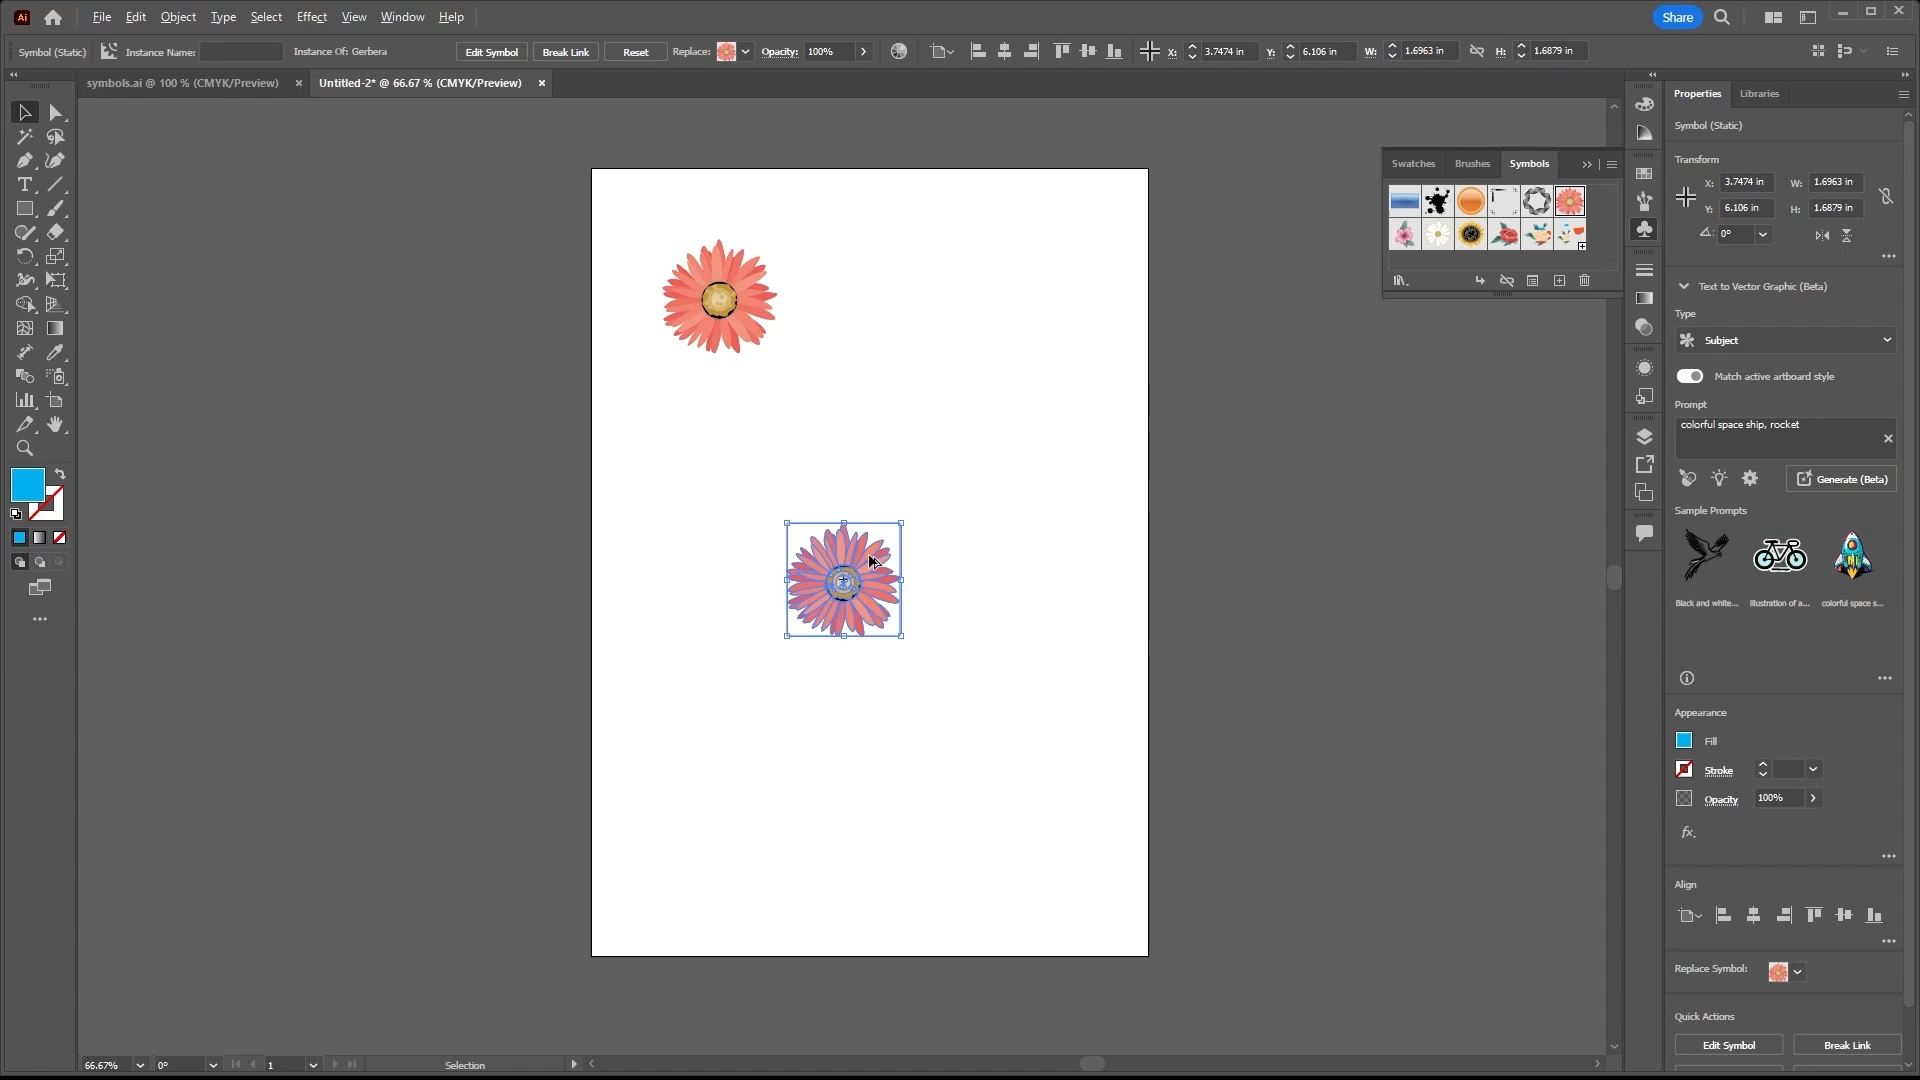 Ai File Edit Object Type Select Effect View Window Help Share
Symbol (Static) Instance Name: Instance Of: Gerbera Edit Symbol Break Link Reset Replace: Opacity: 100% X: 3.7474 in Y: 6.106 in W: 1.6963 in H: 1.6879 in
symbols.ai @ 100 % (CMYK/Preview) Untitled-2* @ 66.67 % (CMYK/Preview)
Properties Libraries
Symbol (Static)
Transform
X: 3.7474 in W: 1.6963 in
Y: 6.106 in H: 1.6879 in
0°
Swatches Brushes Symbols
Text to Vector Graphic (Beta)
Type
Subject
Match active artboard style
Prompt
colorful space ship, rocket
Generate (Beta)
Sample Prompts
Black and white... Illustration of a... colorful space s...
Appearance
Fill
Stroke
Opacity 100%
fx.
Align
Replace Symbol:
Quick Actions
Edit Symbol Break Link
66.67% 0° 1 Selection